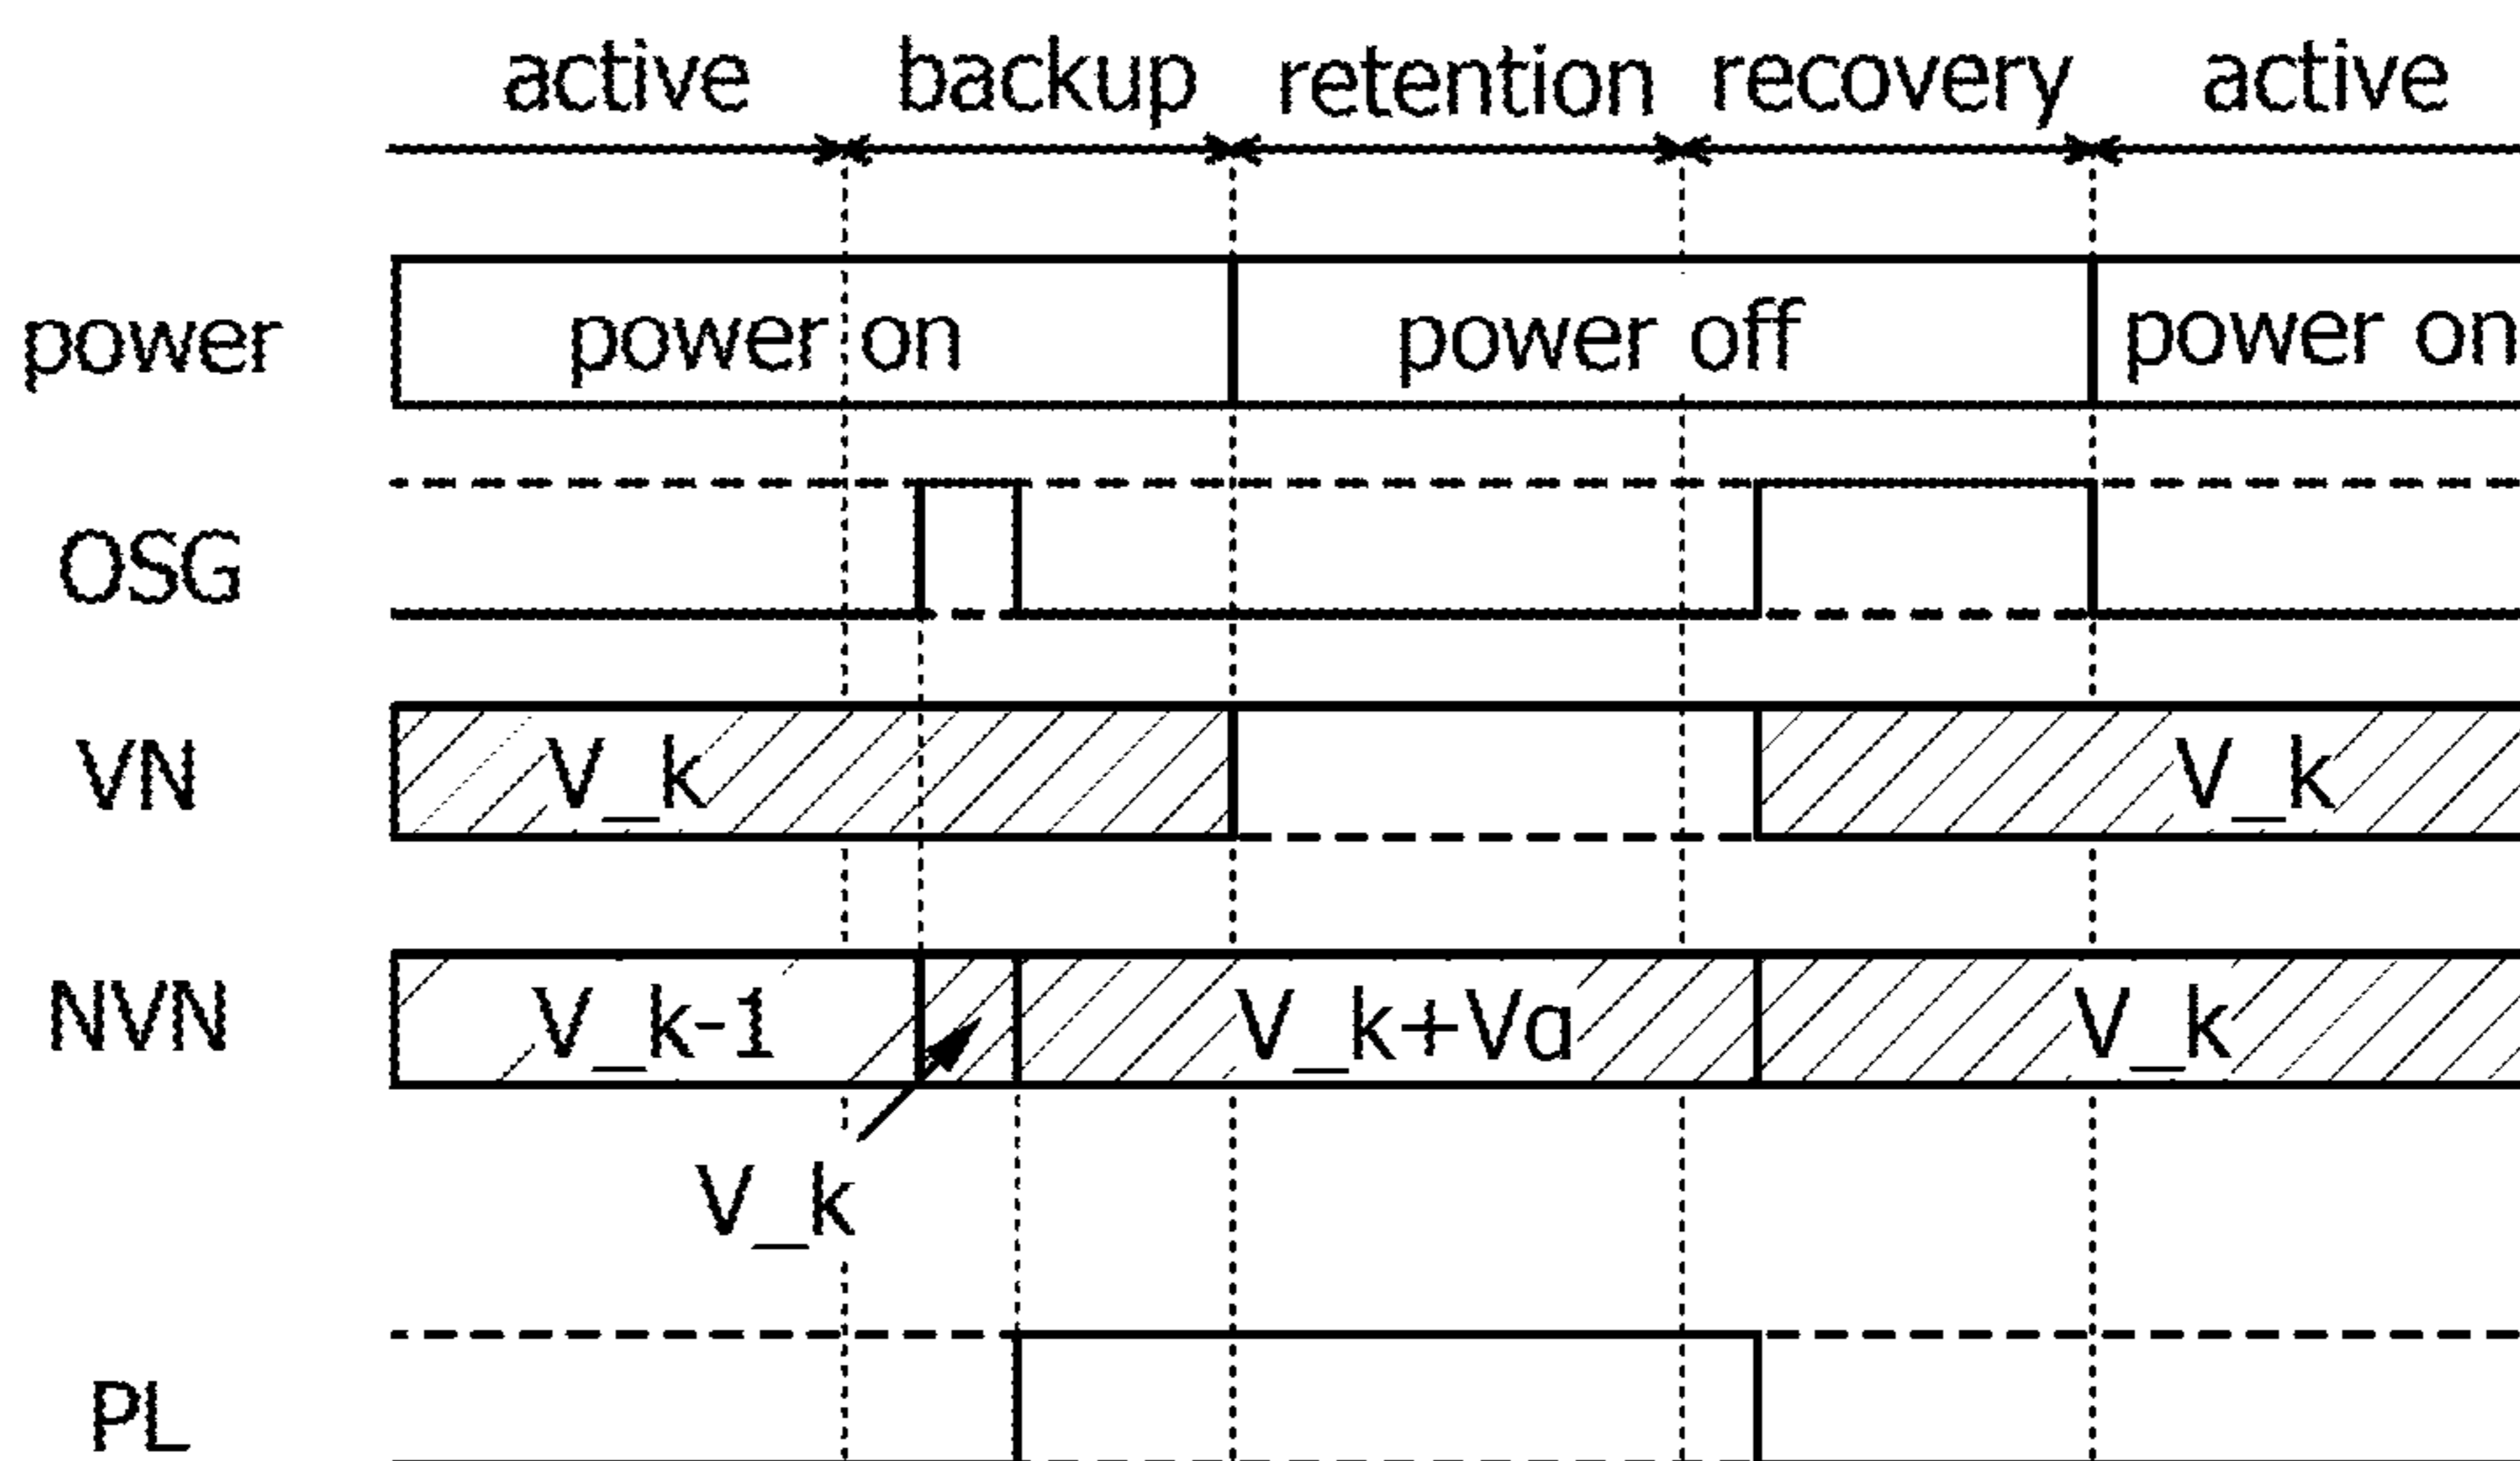 active backup retention recovery active
power power on power off power on
OSG
VN V_k V_k
NVN V_k-1 V_k+Va V_k
V_k
PL